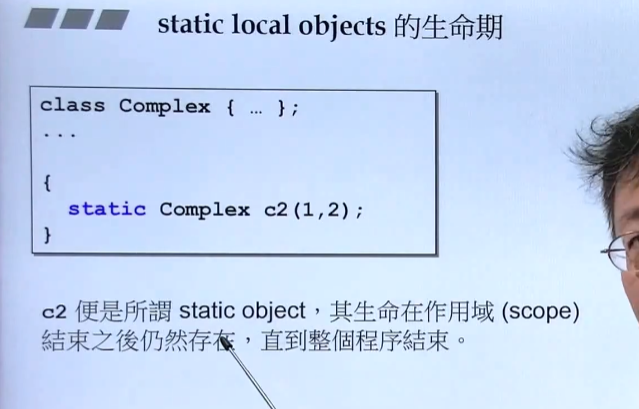 static local objects 的生命期
class Complex { … };
...
{
static Complex c2(1,2);
}
c2 便是所謂 static object，其生命在作用域 (scope)
結束之後仍然存在，直到整個程序結束。